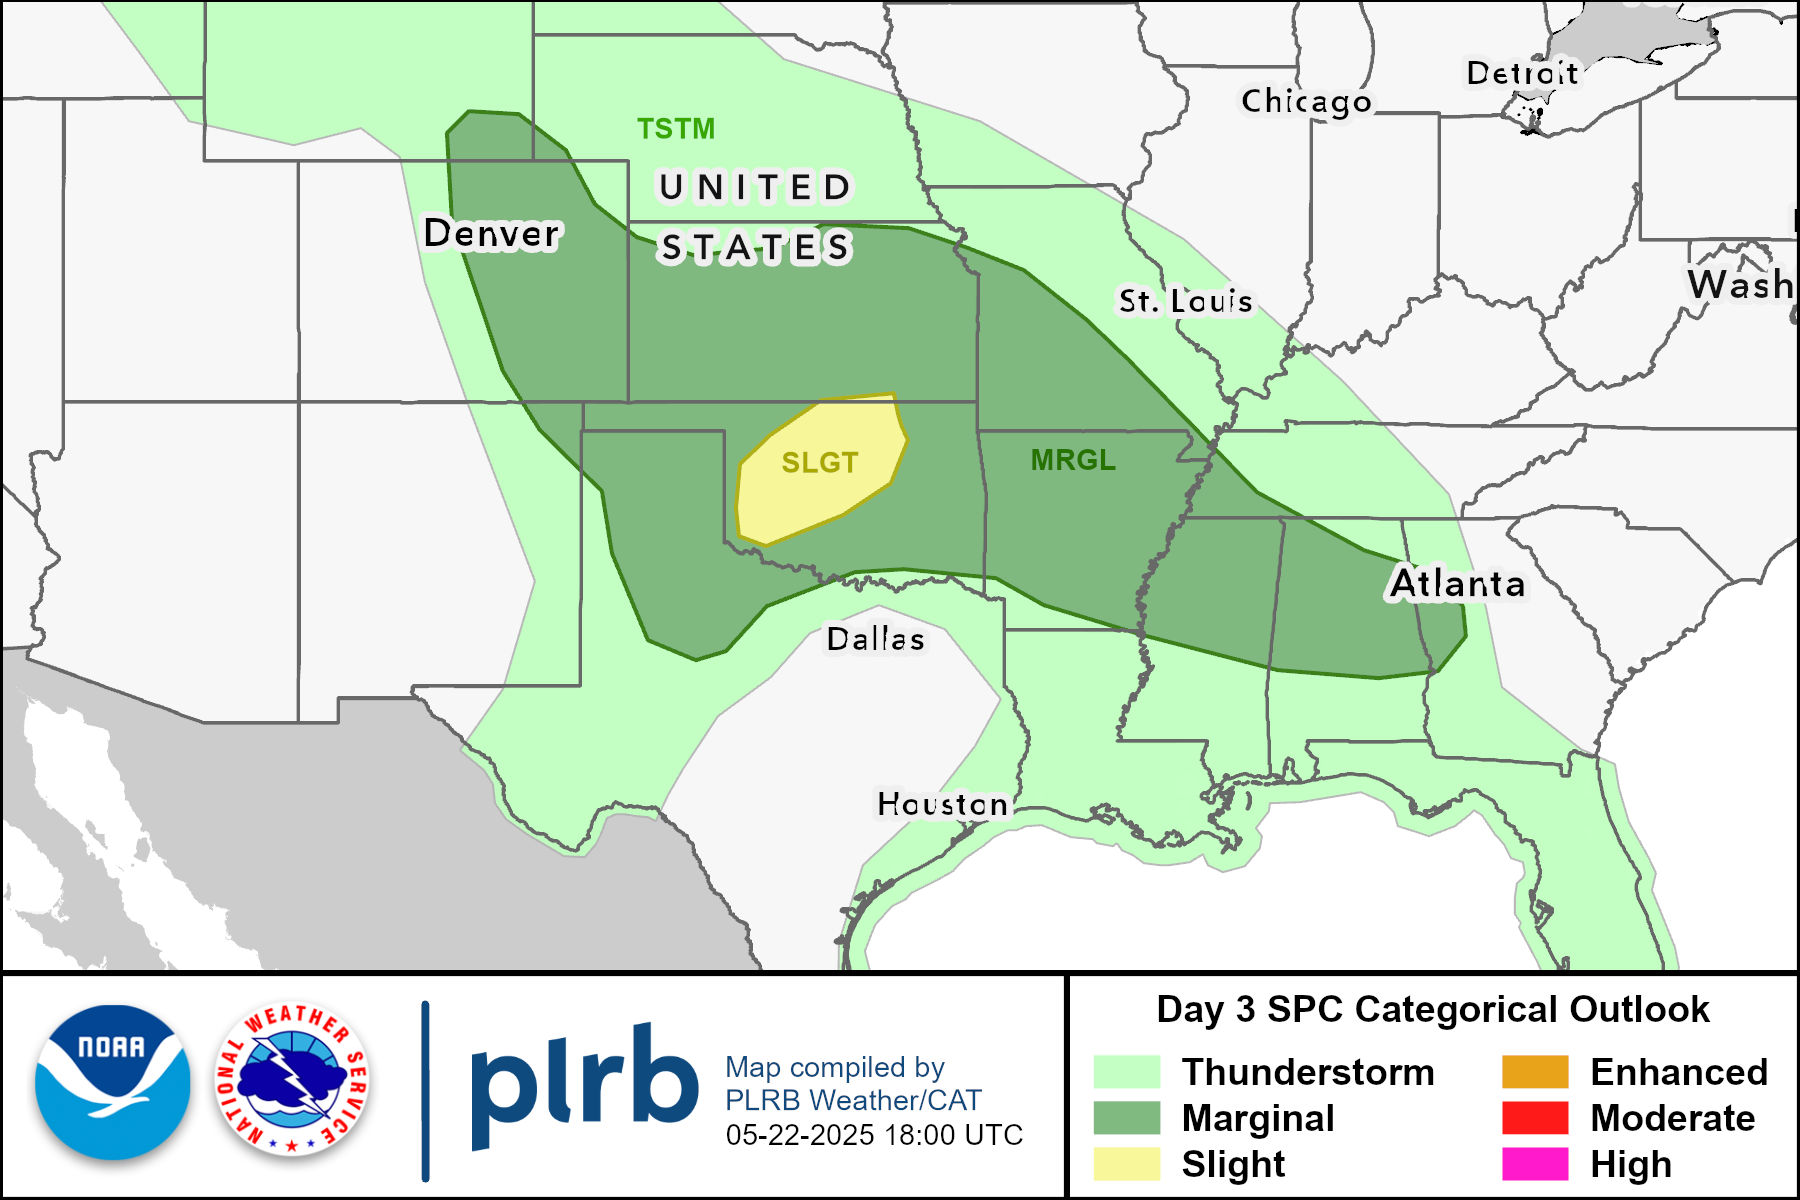 Detroit
Chicago
TSTM
UNITED
STATES
Denver
Wash
St. Louis
SLGT
MRGL
Atlanta
Dallas
Houston
NOAA
NATIONAL WEATHER SERVICE
plrb
Map compiled by
PLRB Weather/CAT
05-22-2025 18:00 UTC
Day 3 SPC Categorical Outlook
Thunderstorm
Marginal
Slight
Enhanced
Moderate
High